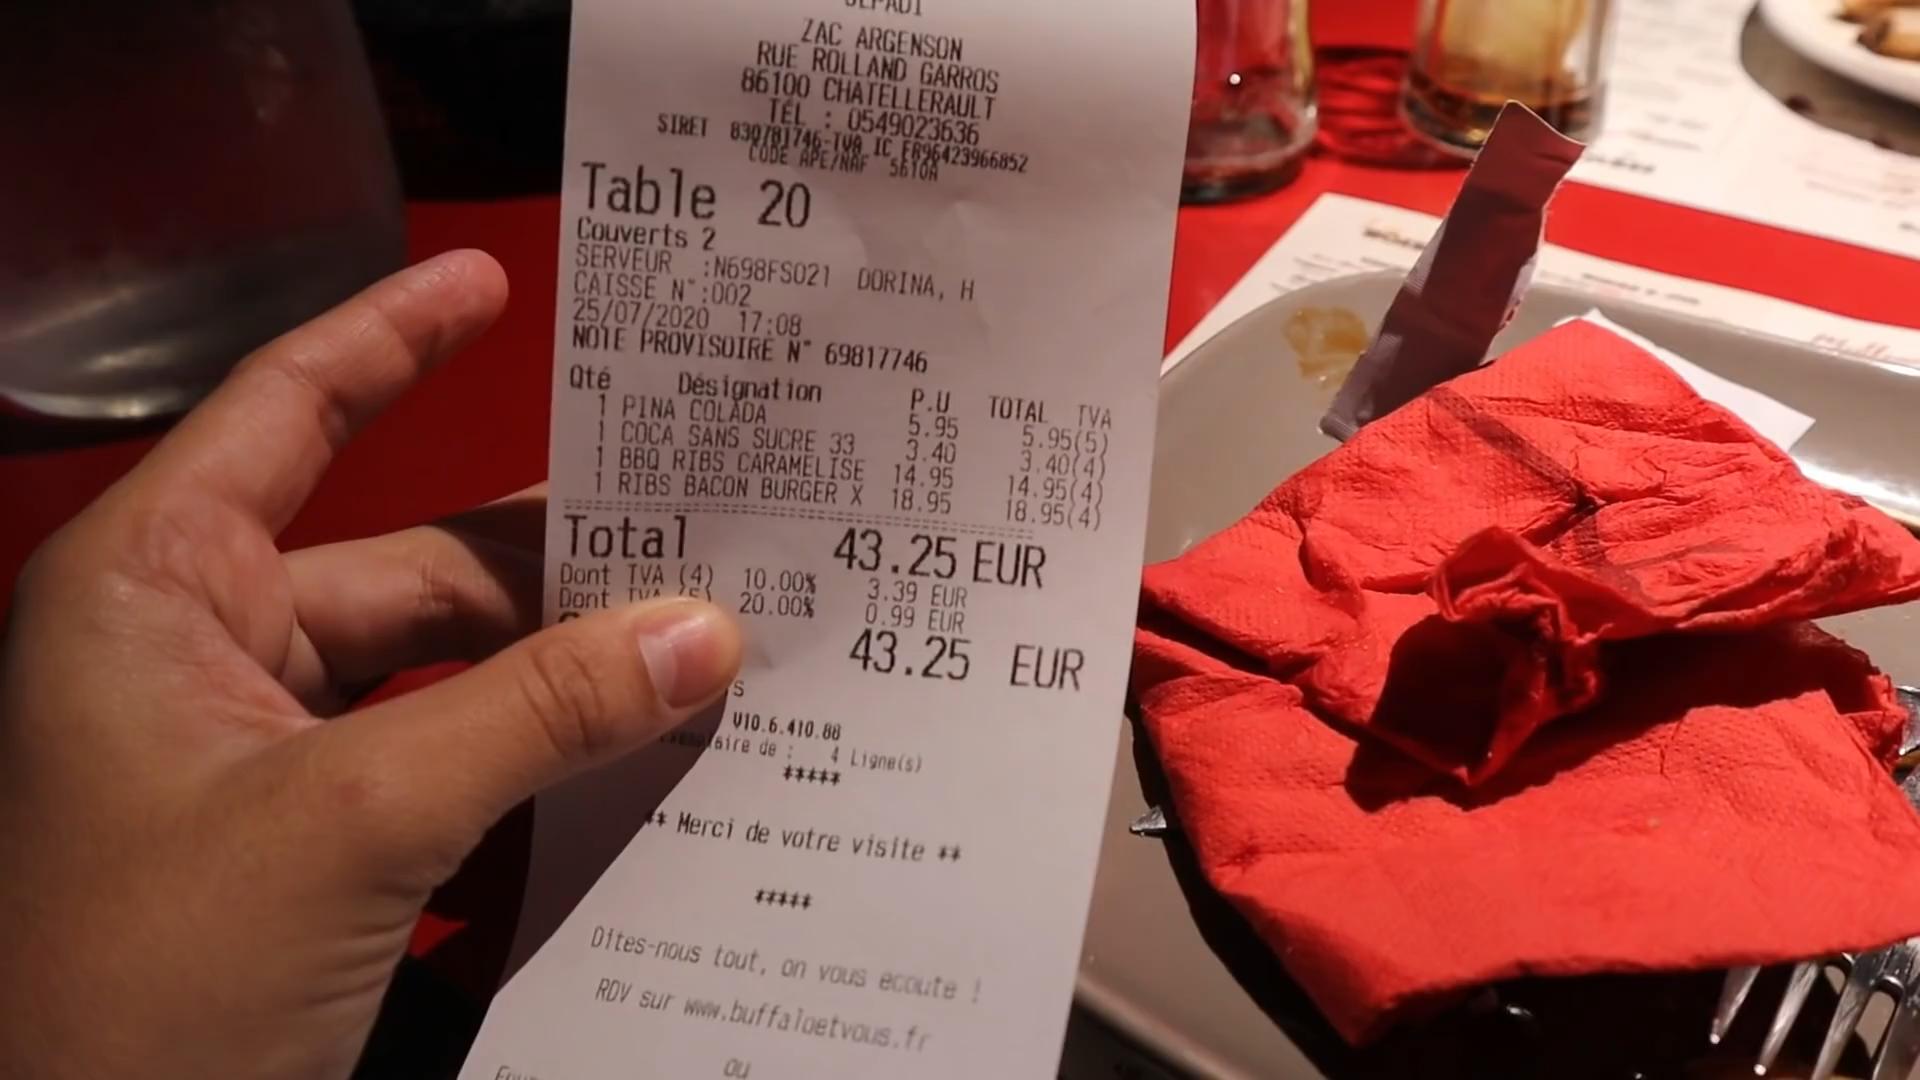 ZAC ARGENSON
RUE ROLLAND GARROS
86100 CHATELLERAULT
TÉL : 0549023636
SIRET 830781746-TVA IC FR96423966852
CODE APE/NAF 5610A
Table 20
Couverts 2
SERVEUR :N698FS021 DORINA, H
CAISSE N°:002
25/07/2020 17:08
NOTE PROVISOIRE N° 69817746
Qté Désignation P.U TOTAL TVA
1 PINA COLADA 5.95 5.95(5)
1 COCA SANS SUCRE 33 3.40 3.40(4)
1 BBQ RIBS CARAMELISE 14.95 14.95(4)
1 RIBS BACON BURGER X 18.95 18.95(4)
Total 43.25 EUR
Dont TVA (4) 10.00% 3.39 EUR
Dont TVA (5) 20.00% 0.99 EUR
43.25 EUR
V10.6.410.88
de : 4 Ligne(s)
*****
** Merci de votre visite **
*****
Dites-nous tout, on vous ecoute !
RDV sur www.buffaloetvous.fr
ou